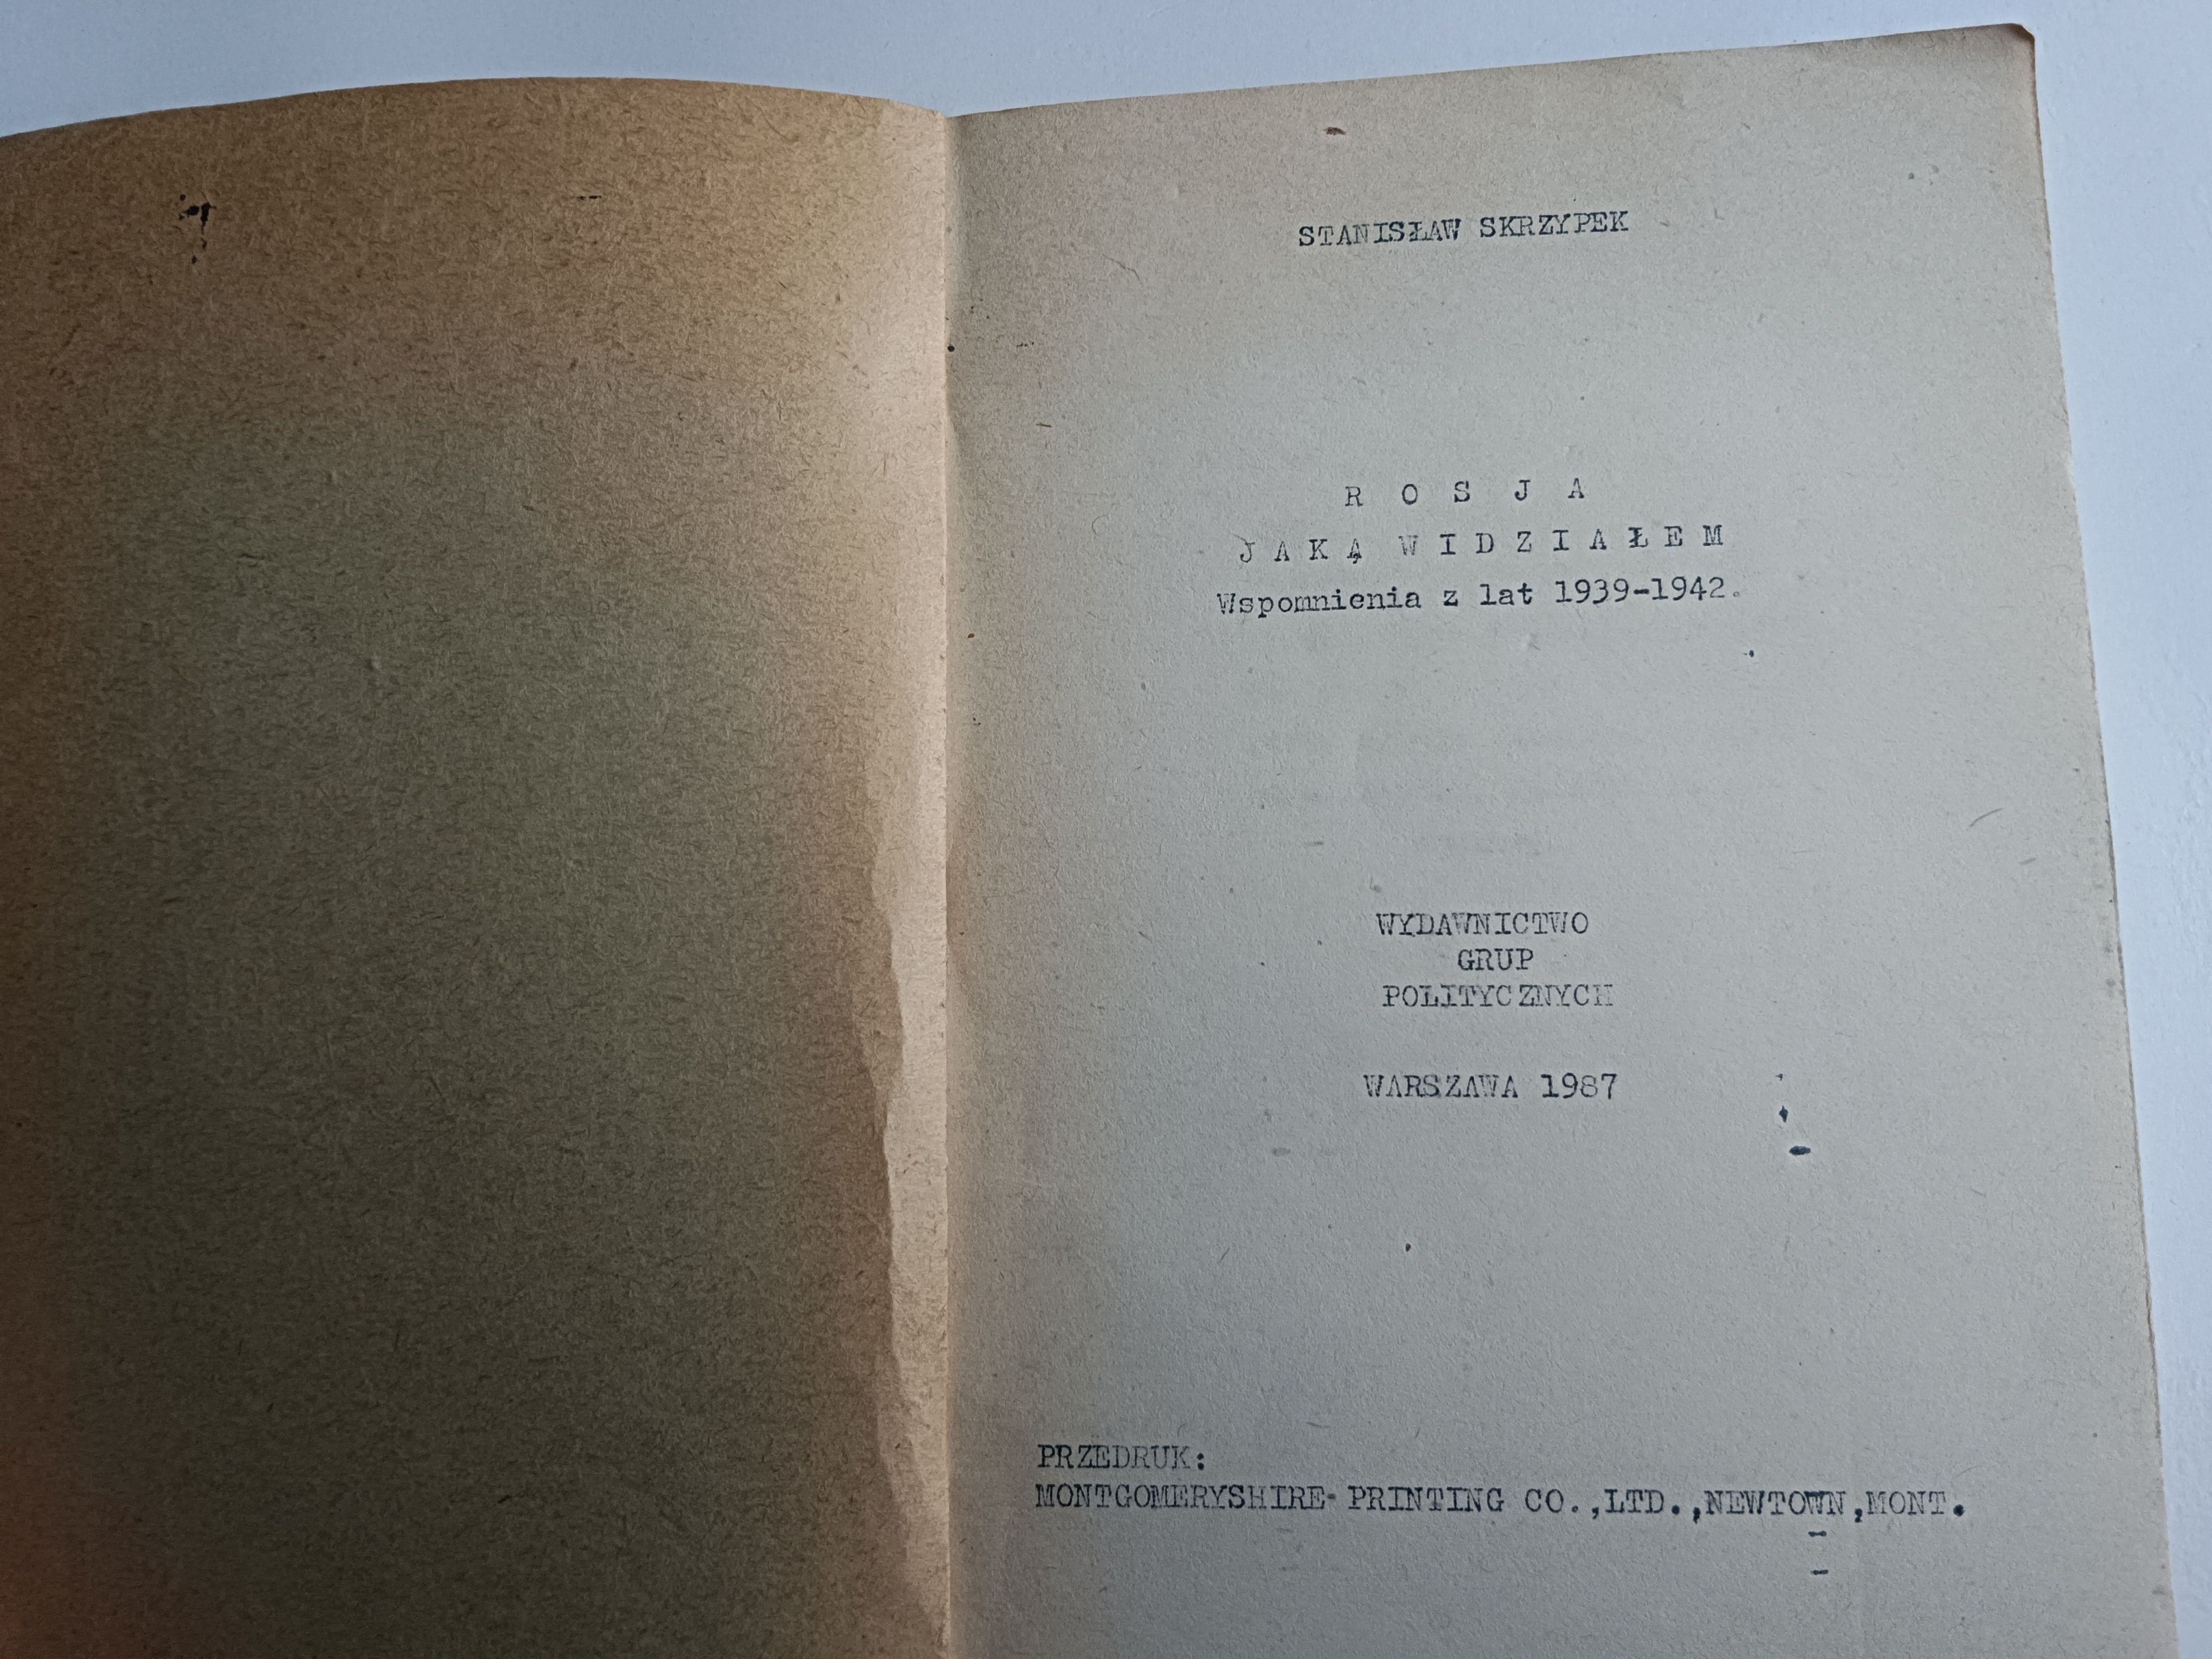 STANISŁAW SKRZYPEK
R O S J A
J A K Ą W I D Z I A Ł E M
Wspomnienia z lat 1939-1942.
WYDAWNICTWO
GRUP
POLITYCZNYCH
WARSZAWA 1987
PRZEDRUK:
MONTGOMERYSHIRE- PRINTING CO.,LTD.,NEWTOWN,MONT.